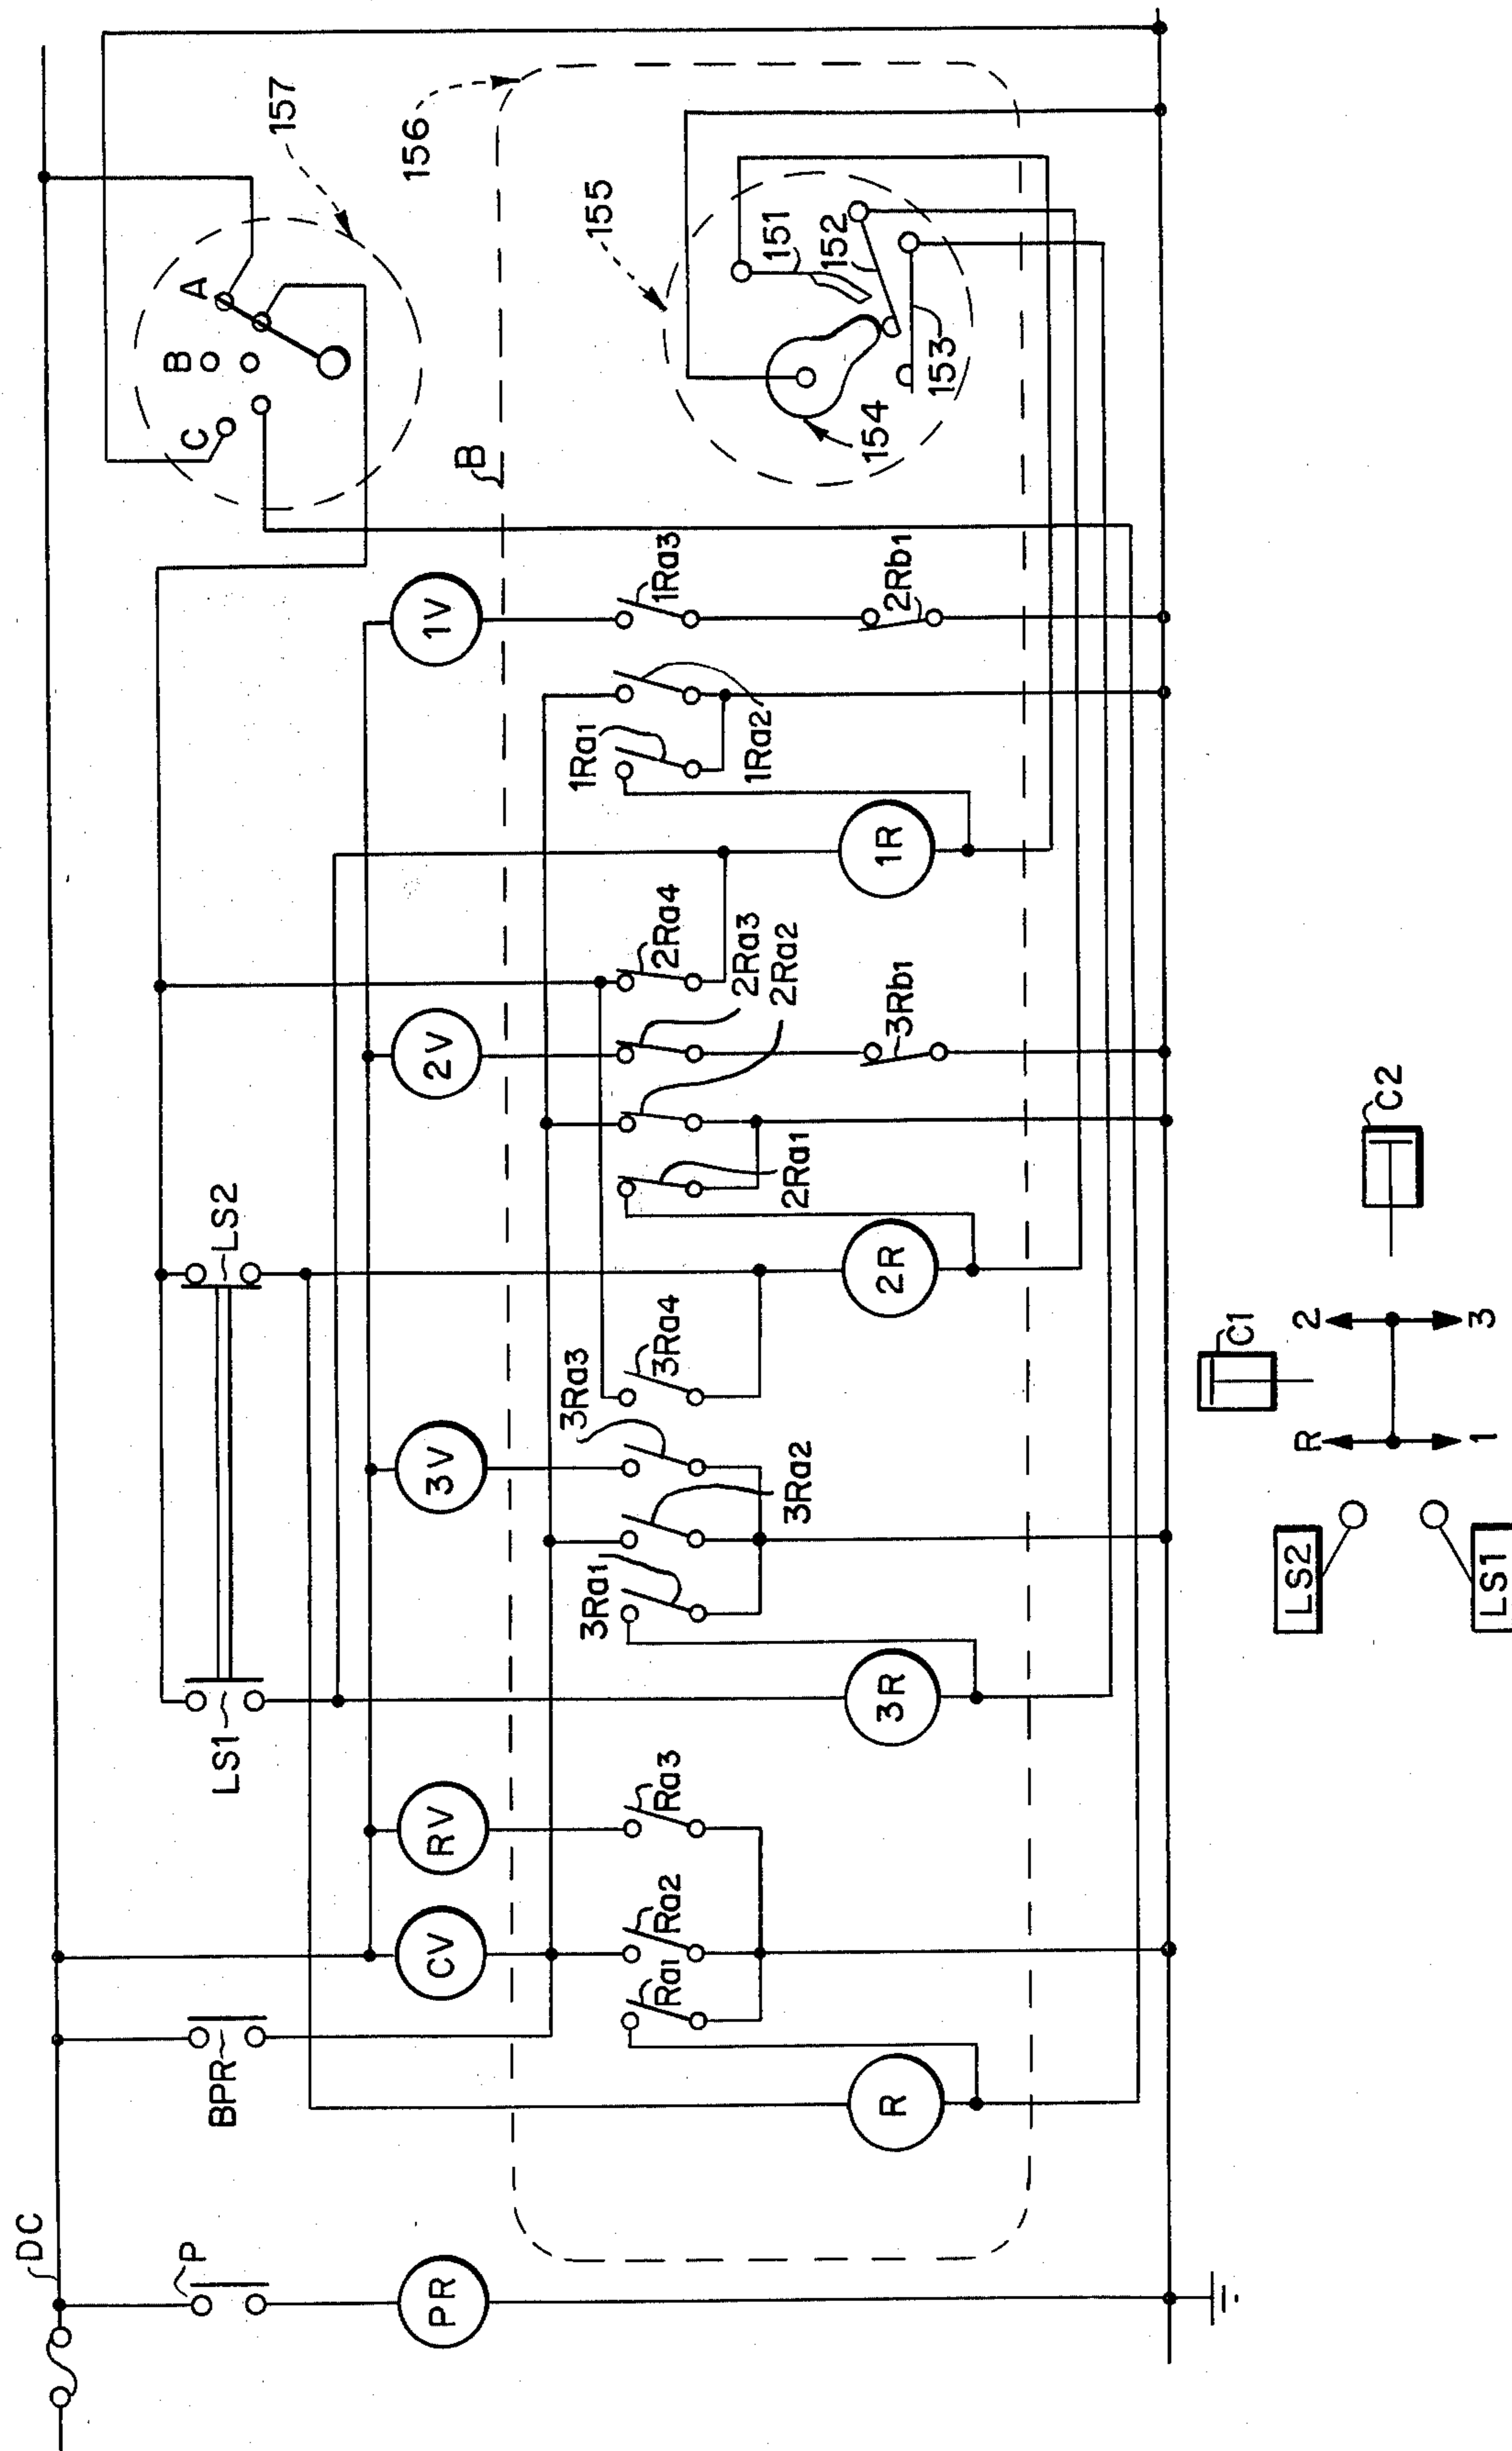 DC
P
PR
BPR
CV
RV
LS1
LS2
3V
2V
1V
157
A
B
C
156
B
155
151
152
153
154
R
Ra1
Ra2
Ra3
3R
3Ra1
3Ra2
3Ra3
3Ra4
2R
2Ra1
2Ra2
2Ra3
2Ra4
3Rb1
1R
1Ra1
1Ra2
1Ra3
2Rb1
LS2
LS1
R
1
2
3
C1
C2